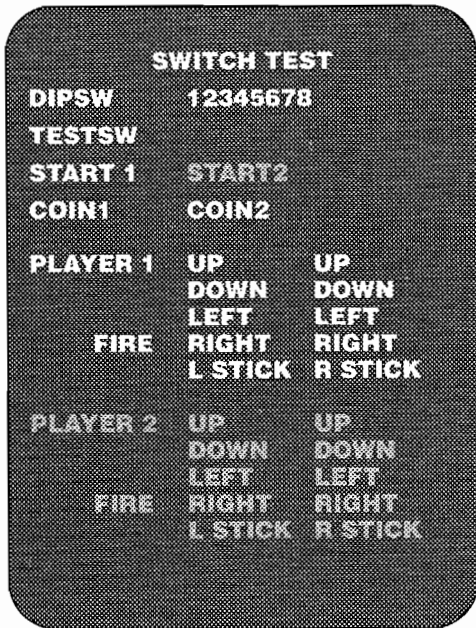 SWITCH TEST
DIPSW 12345678
TESTSW
START 1 START2
COIN1 COIN2
PLAYER 1 UP UP
DOWN DOWN
LEFT LEFT
FIRE RIGHT RIGHT
L STICK R STICK
PLAYER 2 UP UP
DOWN DOWN
LEFT LEFT
FIRE RIGHT RIGHT
L STICK R STICK